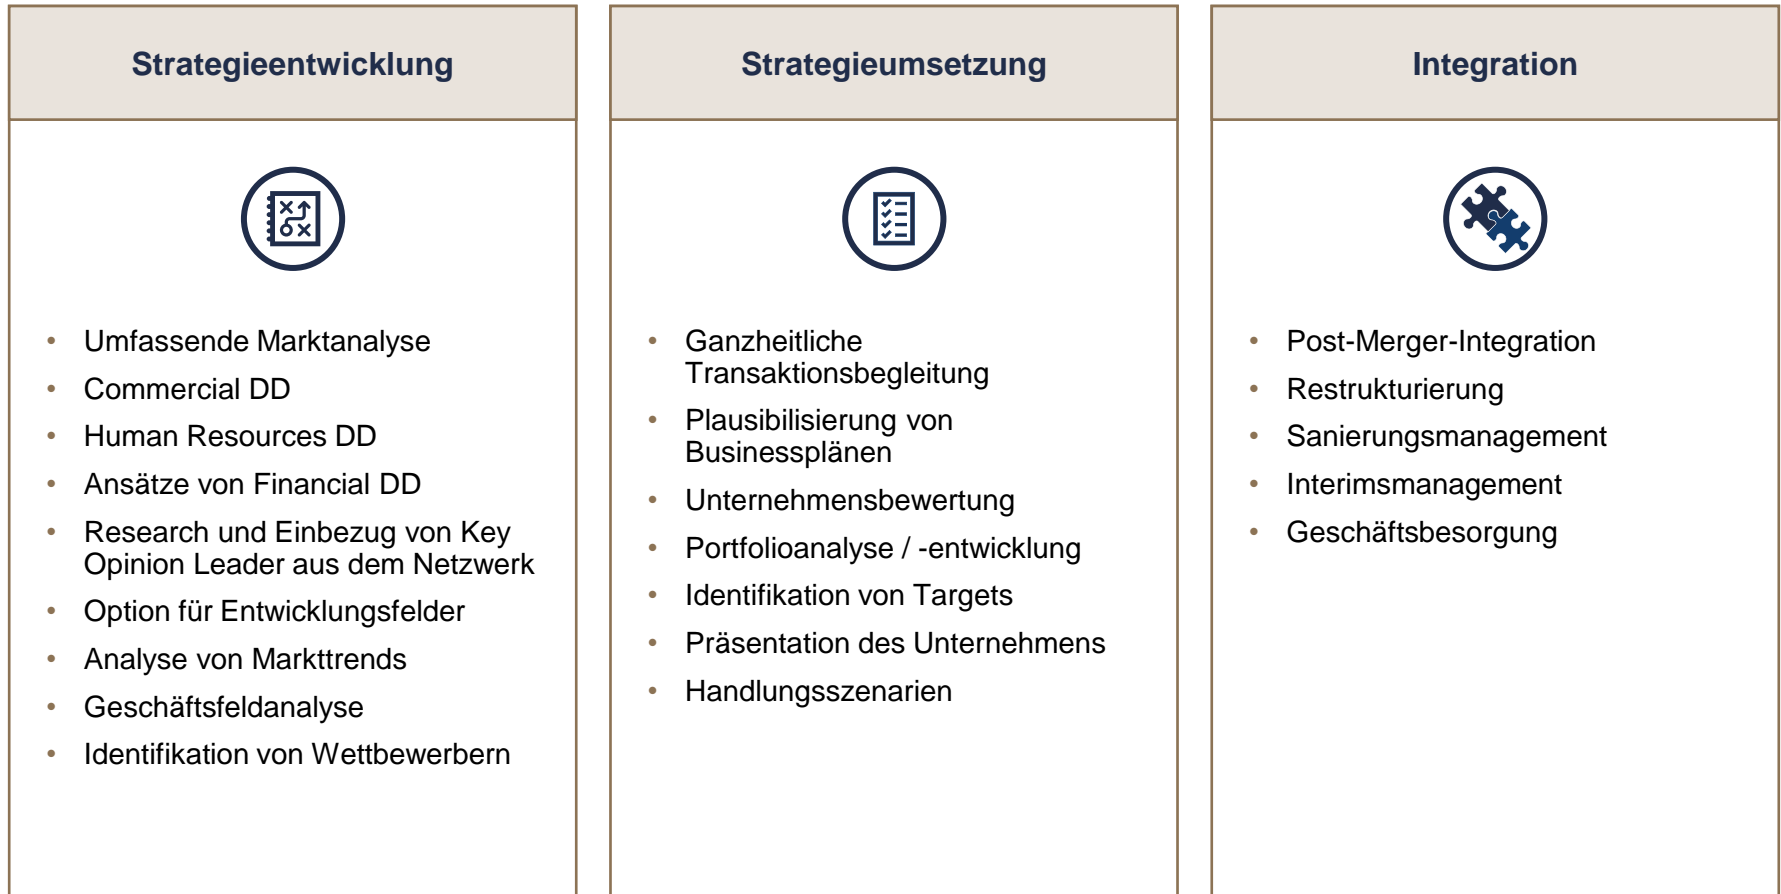 Strategieentwicklung
• Umfassende Marktanalyse
• Commercial DD
• Human Resources DD
• Ansätze von Financial DD
• Research und Einbezug von Key
Opinion Leader aus dem Netzwerk
• Option für Entwicklungsfelder
• Analyse von Markttrends
• Geschäftsfeldanalyse
• Identifikation von Wettbewerbern
Strategieumsetzung
• Ganzheitliche
Transaktionsbegleitung
• Plausibilisierung von
Businessplänen
• Unternehmensbewertung
• Portfolioanalyse / -entwicklung
• Identifikation von Targets
• Präsentation des Unternehmens
• Handlungsszenarien
Integration
• Post-Merger-Integration
• Restrukturierung
• Sanierungsmanagement
• Interimsmanagement
• Geschäftsbesorgung